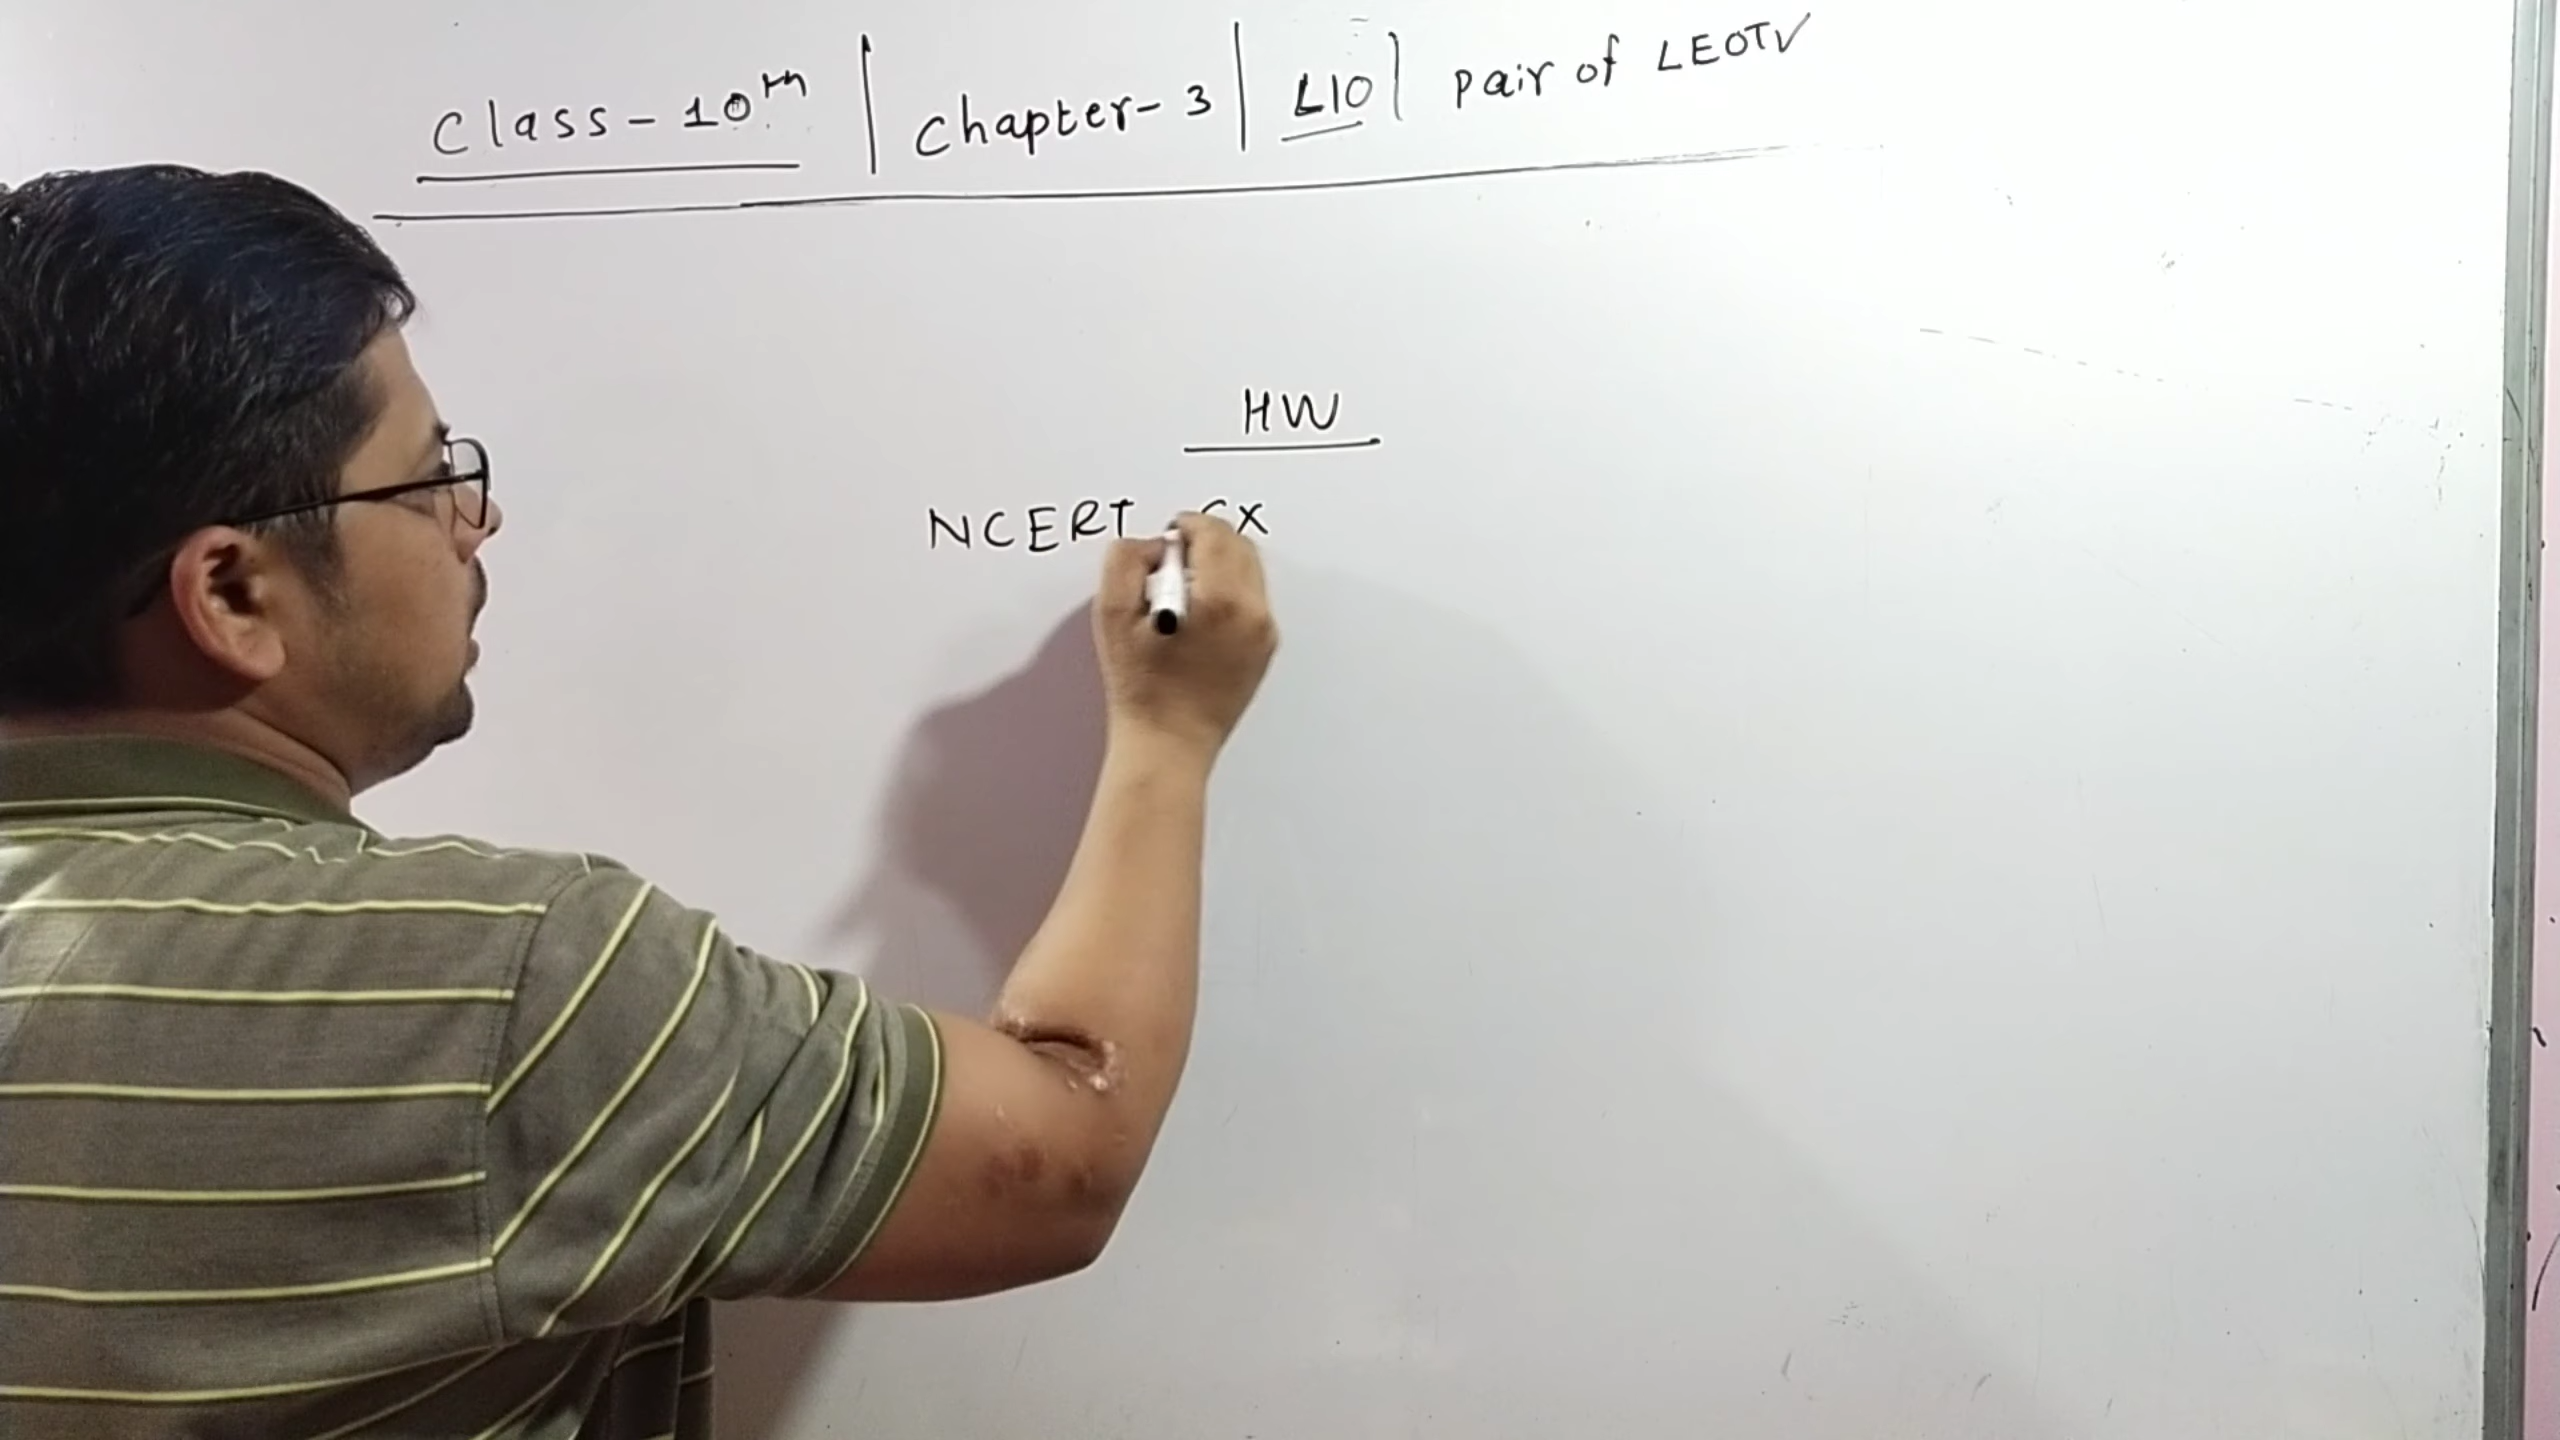 Class - 10th | Chapter - 3 | L10 | Pair of LEOTV
HW
NCERT Ex